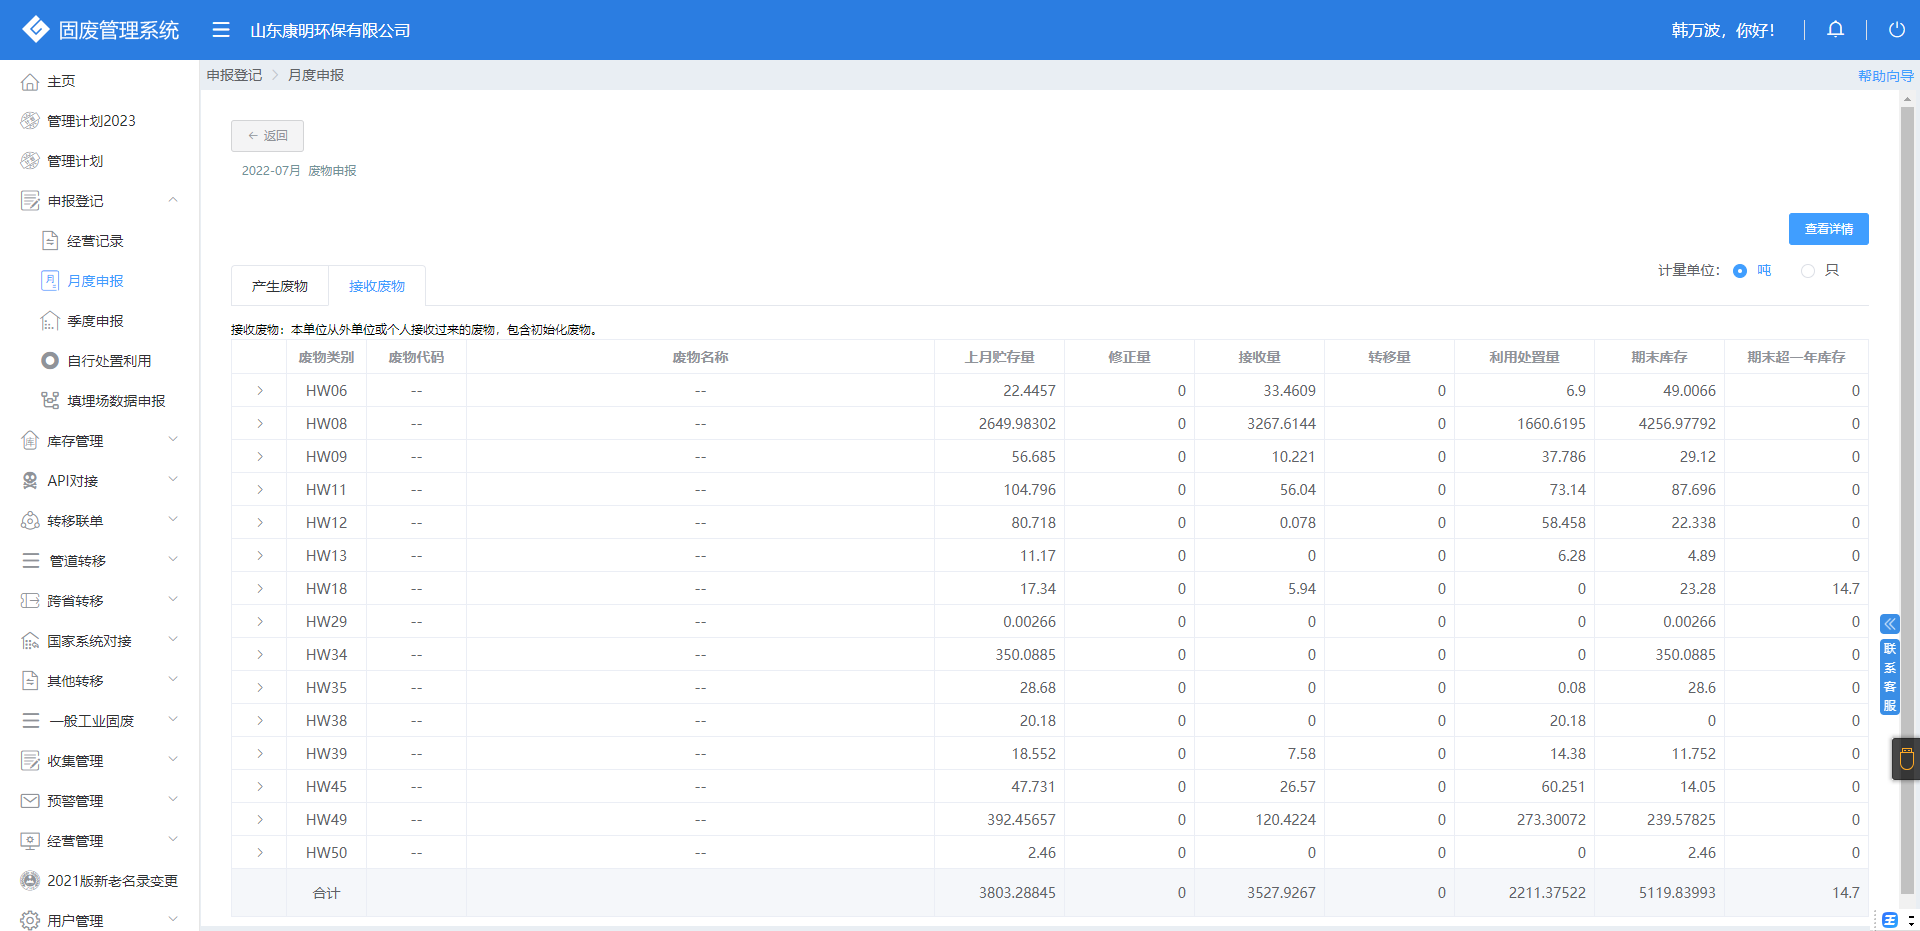 固废管理系统 山东康明环保有限公司 韩万波，你好！
申报登记 月度申报 帮助向导
主页
管理计划2023
管理计划
申报登记
经营记录
月度申报
季度申报
自行处置利用
填埋场数据申报
库存管理
API对接
转移联单
管道转移
跨省转移
国家系统对接
其他转移
一般工业固废
收集管理
预警管理
经营管理
2021版新老名录变更
用户管理
返回
2022-07月 废物申报
查看详情
计量单位： 吨 只
产生废物 接收废物
接收废物：本单位从外单位或个人接收过来的废物，包含初始化废物。
废物类别 废物代码 废物名称 上月贮存量 修正量 接收量 转移量 利用处置量 期末库存 期末超一年库存
HW06 -- -- 22.4457 0 33.4609 0 6.9 49.0066 0
HW08 -- -- 2649.98302 0 3267.6144 0 1660.6195 4256.97792 0
HW09 -- -- 56.685 0 10.221 0 37.786 29.12 0
HW11 -- -- 104.796 0 56.04 0 73.14 87.696 0
HW12 -- -- 80.718 0 0.078 0 58.458 22.338 0
HW13 -- -- 11.17 0 0 0 6.28 4.89 0
HW18 -- -- 17.34 0 5.94 0 0 23.28 14.7
HW29 -- -- 0.00266 0 0 0 0 0.00266 0
HW34 -- -- 350.0885 0 0 0 0 350.0885 0
HW35 -- -- 28.68 0 0 0 0.08 28.6 0
HW38 -- -- 20.18 0 0 0 20.18 0 0
HW39 -- -- 18.552 0 7.58 0 14.38 11.752 0
HW45 -- -- 47.731 0 26.57 0 60.251 14.05 0
HW49 -- -- 392.45657 0 120.4224 0 273.30072 239.57825 0
HW50 -- -- 2.46 0 0 0 0 2.46 0
合计 3803.28845 0 3527.9267 0 2211.37522 5119.83993 14.7
联系客服